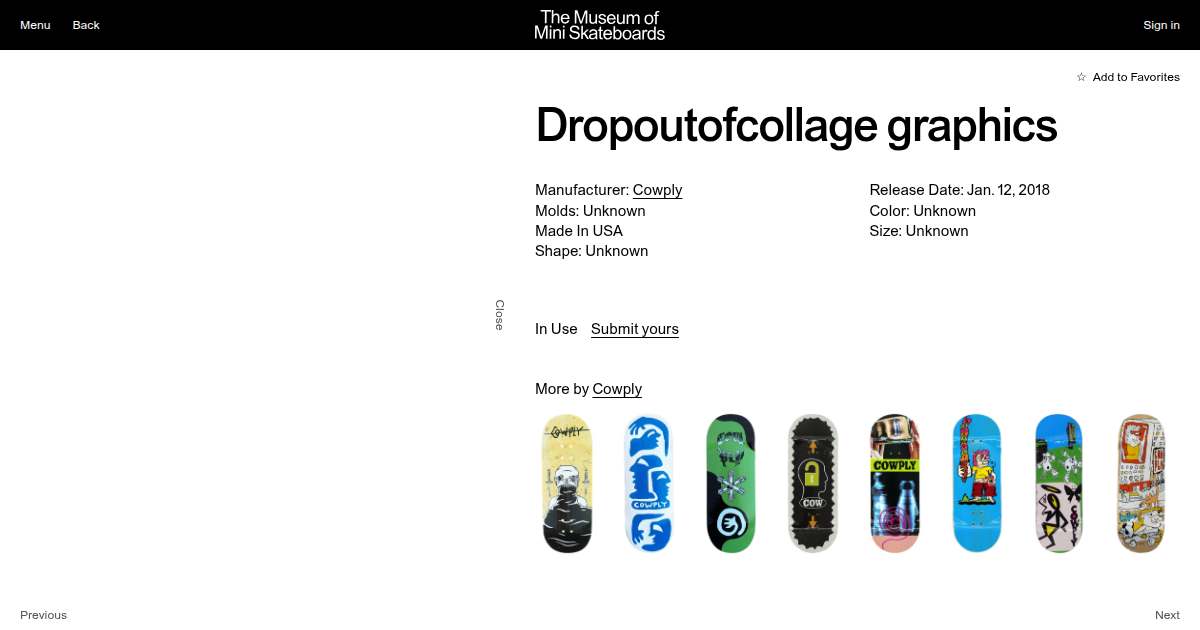 Menu
Back
The Museum of
Mini Skateboards
Sign in
☆ Add to Favorites
Dropoutofcollage graphics
Manufacturer: Cowply
Molds: Unknown
Made In USA
Shape: Unknown
Release Date: Jan. 12, 2018
Color: Unknown
Size: Unknown
Close
In Use Submit yours
More by Cowply
COWPLY
COWPLY
COW
COWPLY
Previous
Next